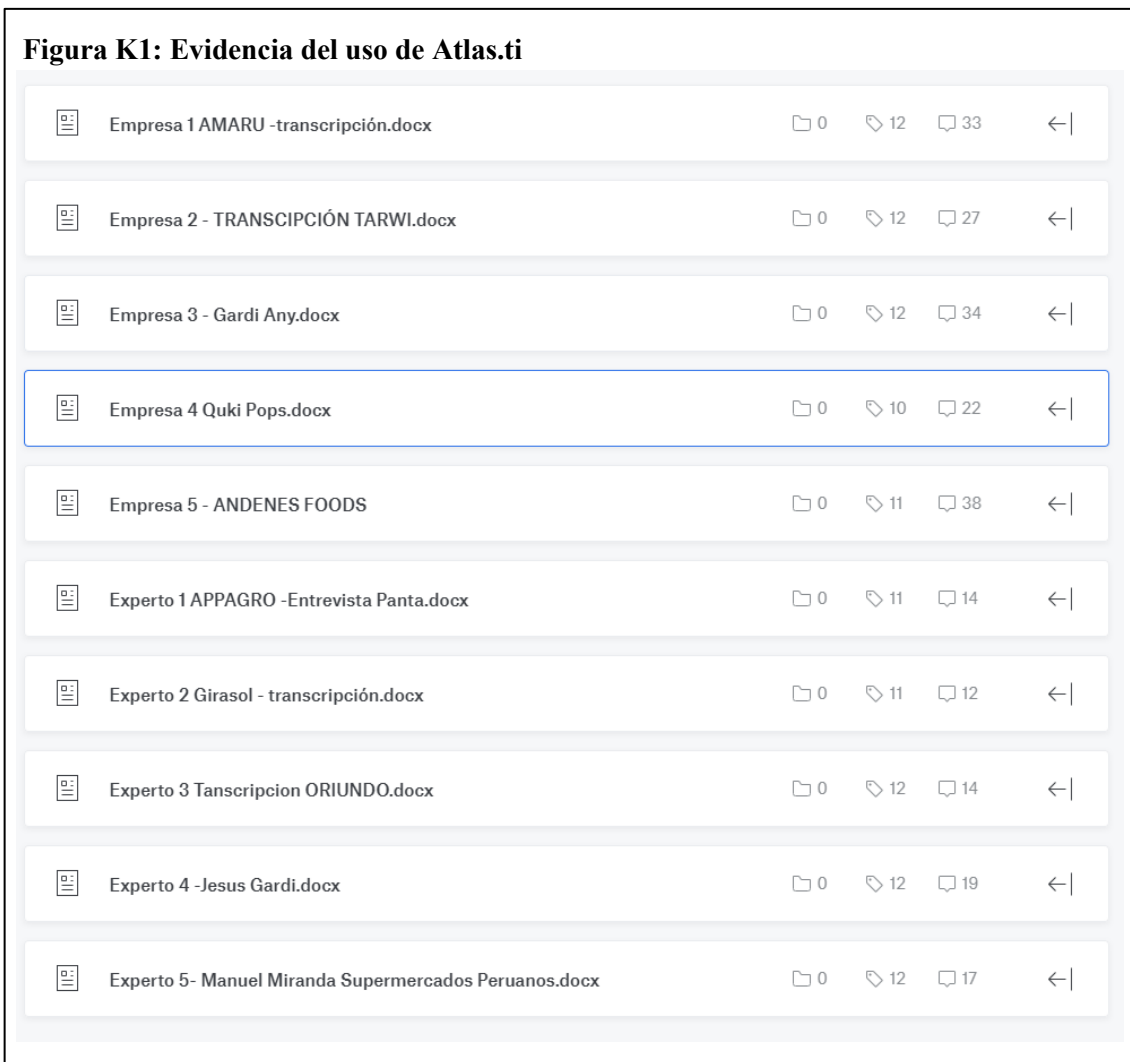 Figura K1: Evidencia del uso de Atlas.ti
Empresa 1 AMARU -transcripción.docx 0 12 33
Empresa 2 - TRANSCIPCIÓN TARWI.docx 0 12 27
Empresa 3 - Gardi Any.docx 0 12 34
Empresa 4 Quki Pops.docx 0 10 22
Empresa 5 - ANDENES FOODS 0 11 38
Experto 1 APPAGRO -Entrevista Panta.docx 0 11 14
Experto 2 Girasol - transcripción.docx 0 11 12
Experto 3 Tanscripcion ORIUNDO.docx 0 12 14
Experto 4 -Jesus Gardi.docx 0 12 19
Experto 5- Manuel Miranda Supermercados Peruanos.docx 0 12 17